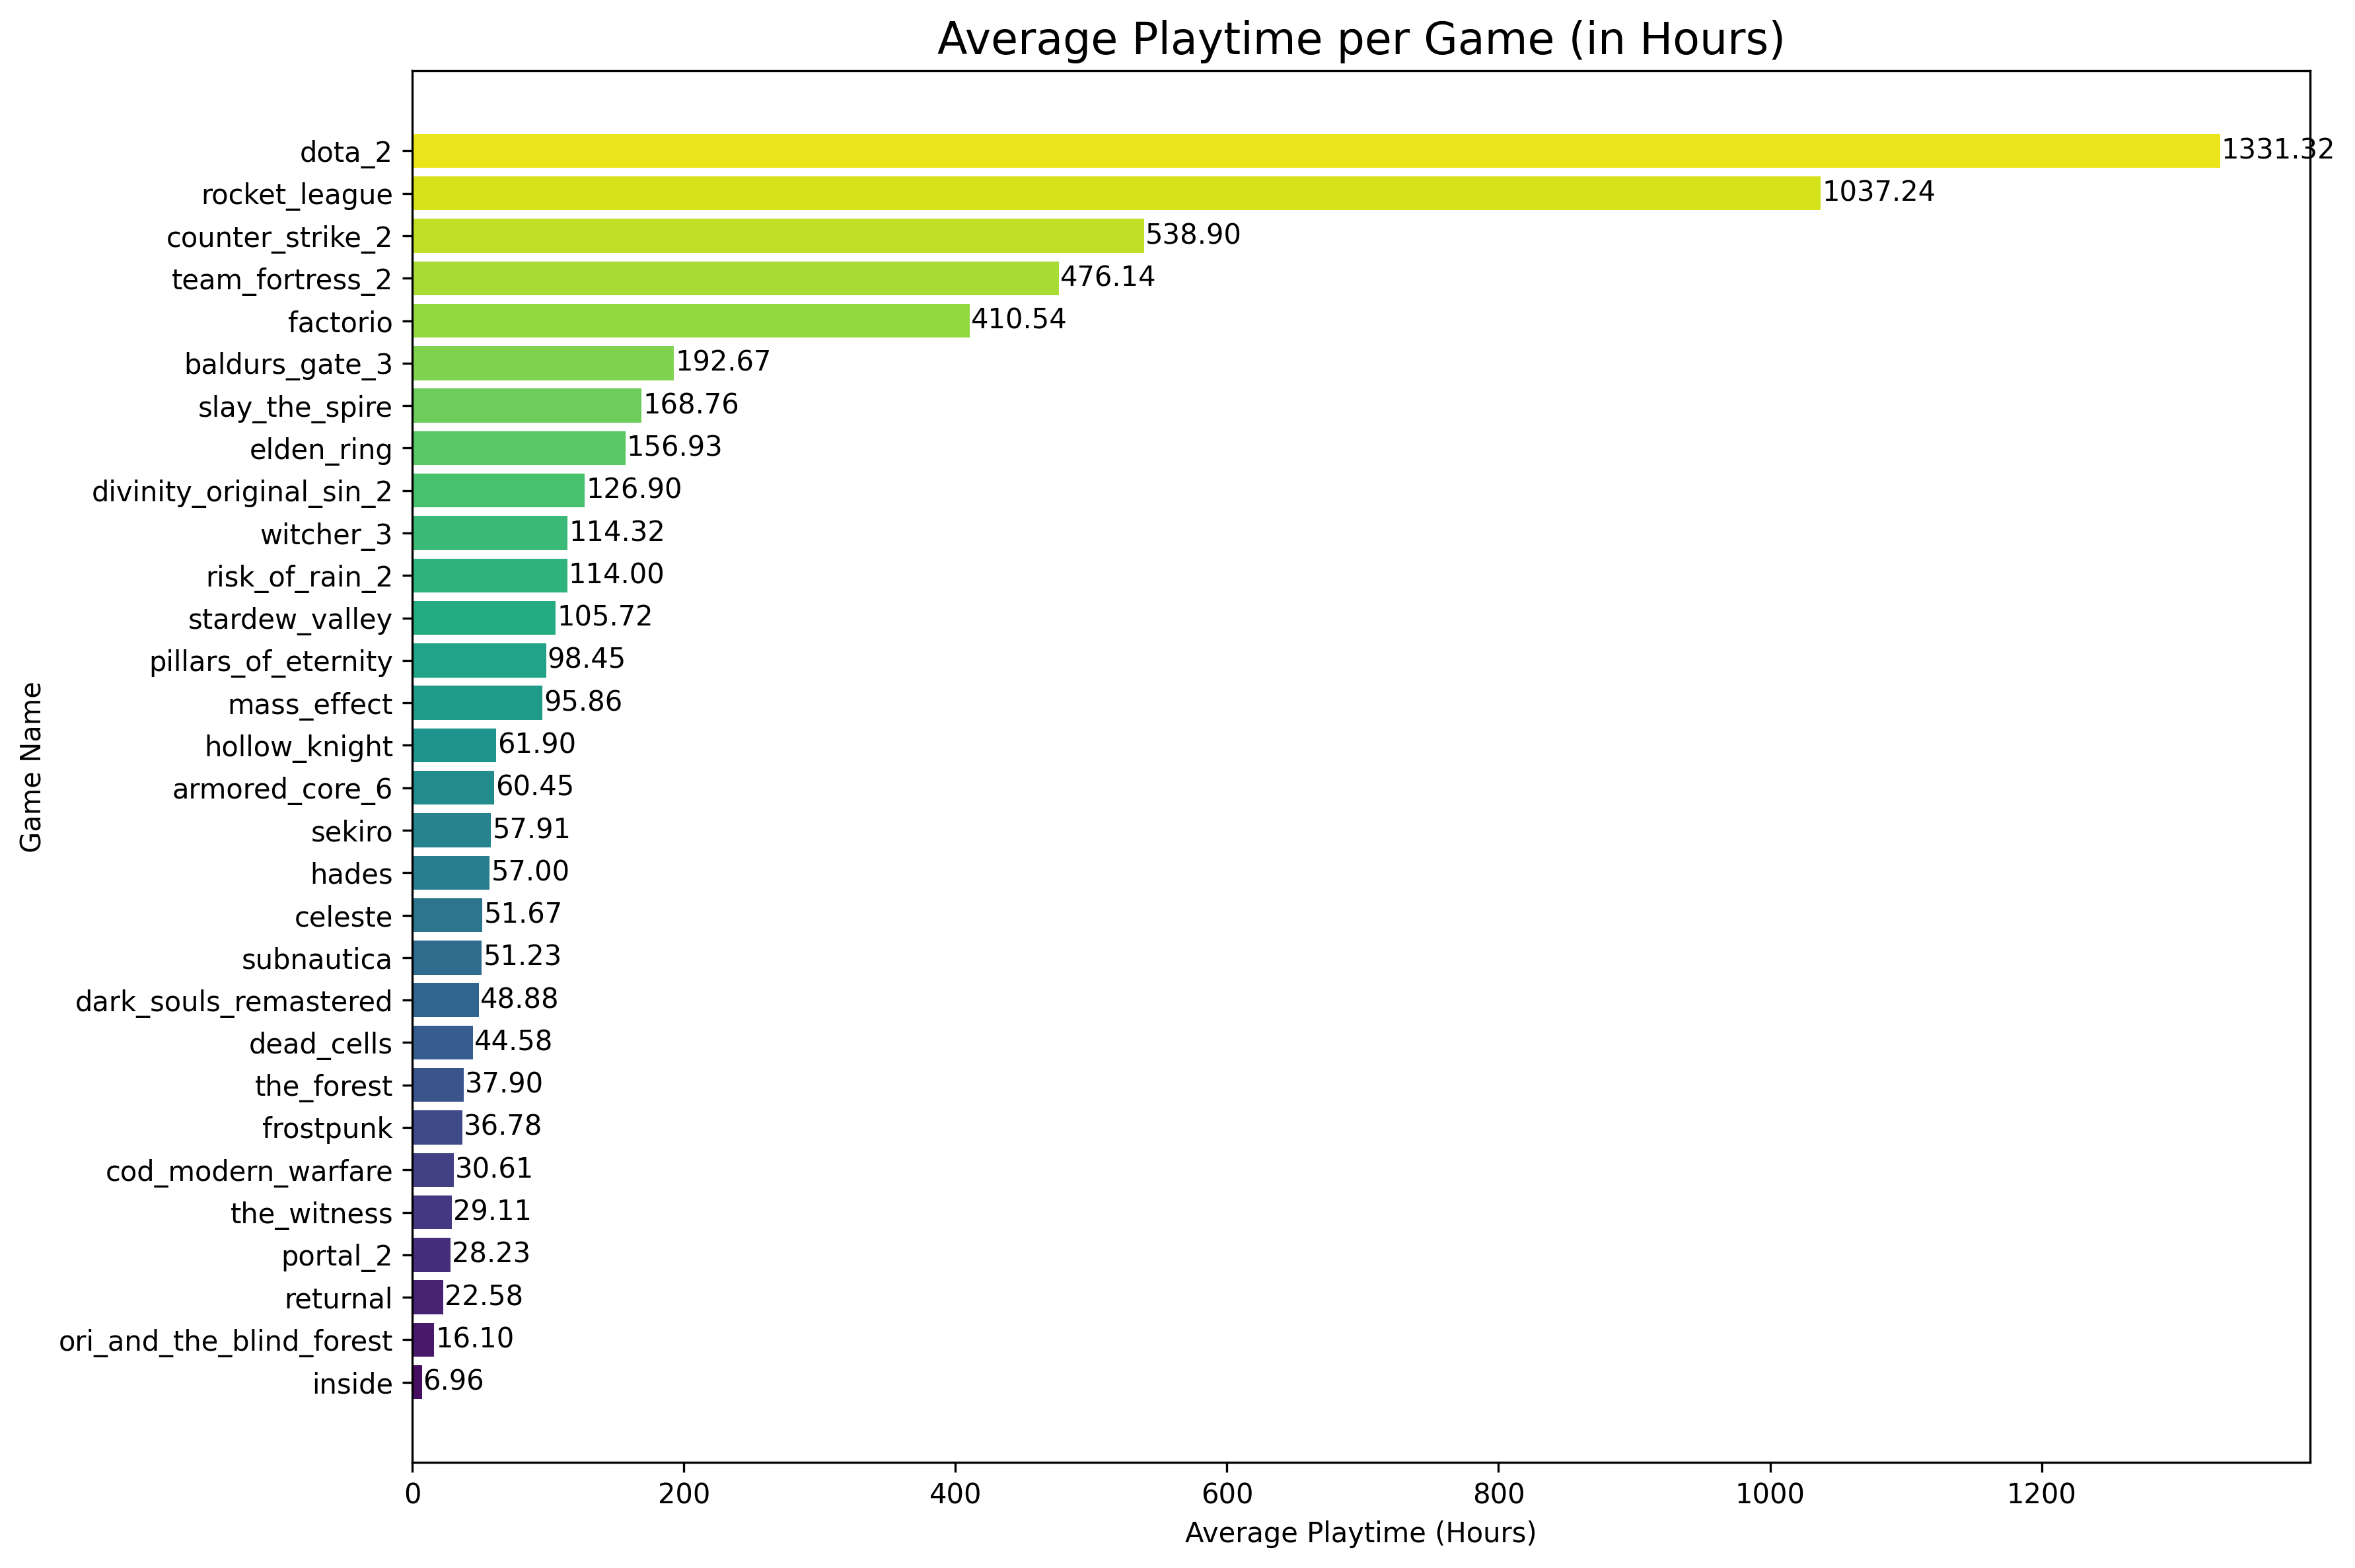 Average Playtime per Game (in Hours)
dota_2 1331.32
rocket_league 1037.24
counter_strike_2 538.90
team_fortress_2 476.14
factorio 410.54
baldurs_gate_3 192.67
slay_the_spire 168.76
elden_ring 156.93
divinity_original_sin_2 126.90
witcher_3 114.32
risk_of_rain_2 114.00
stardew_valley 105.72
pillars_of_eternity 98.45
mass_effect 95.86
hollow_knight 61.90
armored_core_6 60.45
sekiro 57.91
hades 57.00
celeste 51.67
subnautica 51.23
dark_souls_remastered 48.88
dead_cells 44.58
the_forest 37.90
frostpunk 36.78
cod_modern_warfare 30.61
the_witness 29.11
portal_2 28.23
returnal 22.58
ori_and_the_blind_forest 16.10
inside 6.96
Game Name
0 200 400 600 800 1000 1200
Average Playtime (Hours)